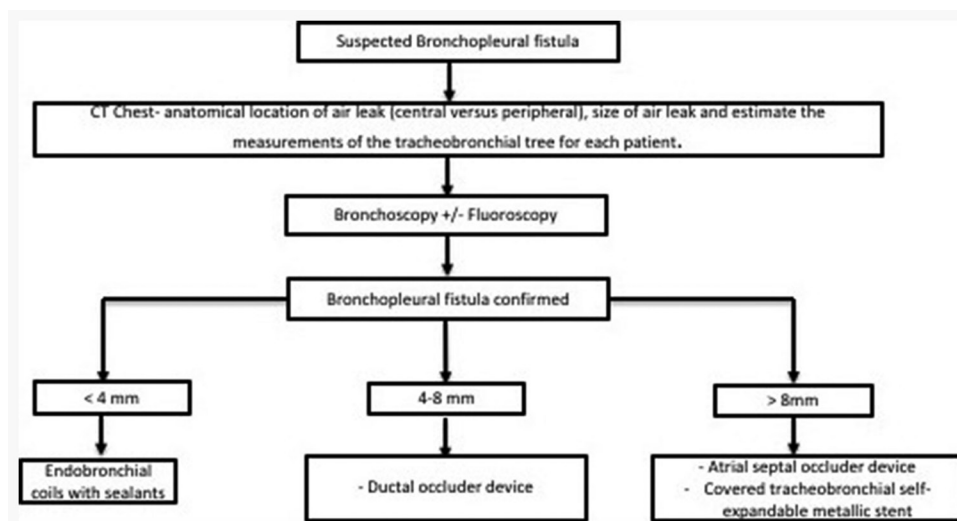 Suspected Bronchopleural fistula
CT Chest- anatomical location of air leak (central versus peripheral), size of air leak and estimate the
measurements of the tracheobronchial tree for each patient.
Bronchoscopy +/- Fluoroscopy
Bronchopleural fistula confirmed
< 4 mm
4-8 mm
> 8mm
Endobronchial
coils with sealants
- Ductal occluder device
- Atrial septal occluder device
- Covered tracheobronchial self-
expandable metallic stent